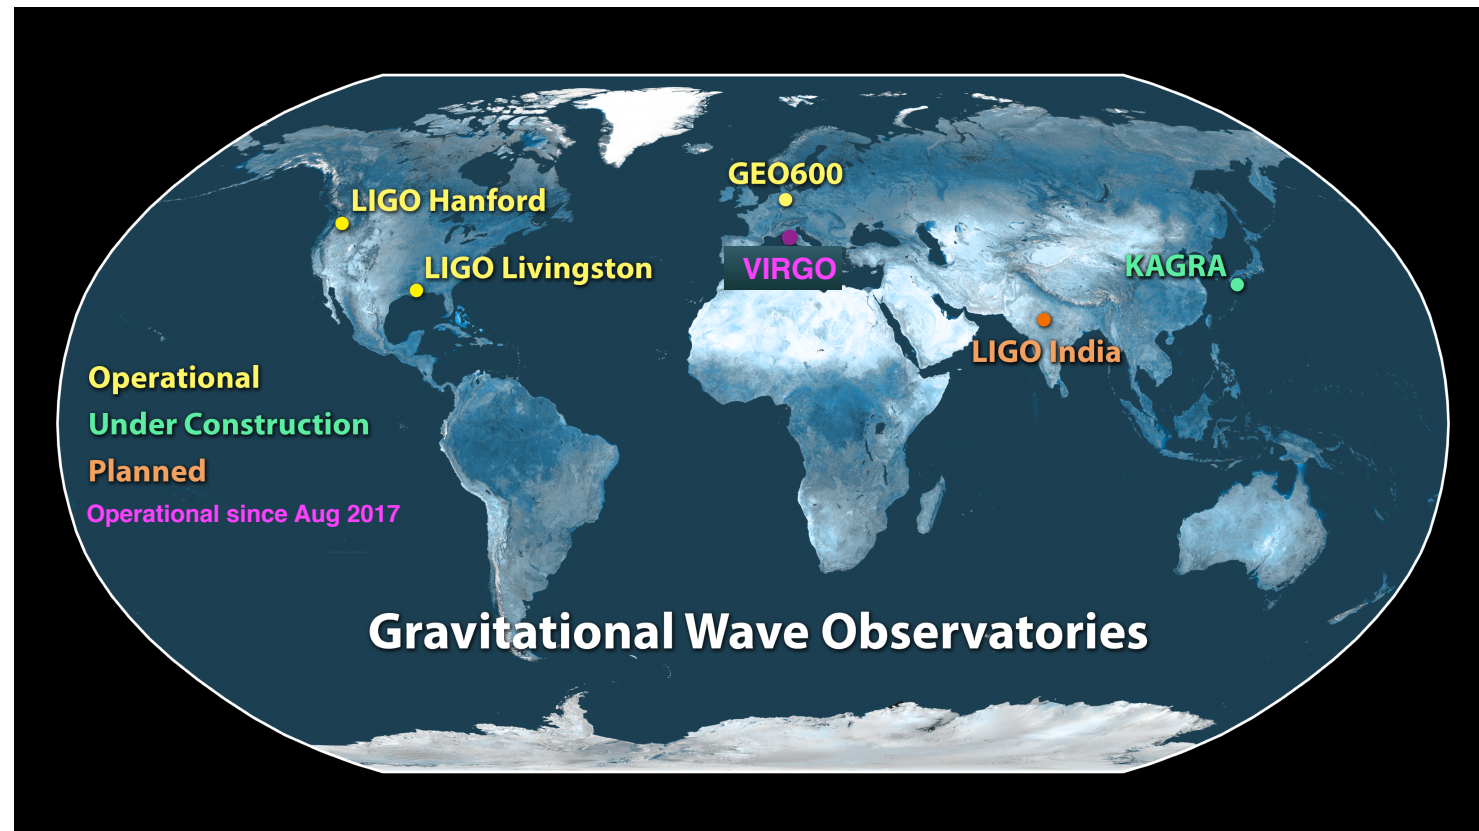 GEO600
LIGO Hanford
LIGO Livingston
VIRGO
KAGRA
LIGO India
Operational
Under Construction
Planned
Operational since Aug 2017
Gravitational Wave Observatories